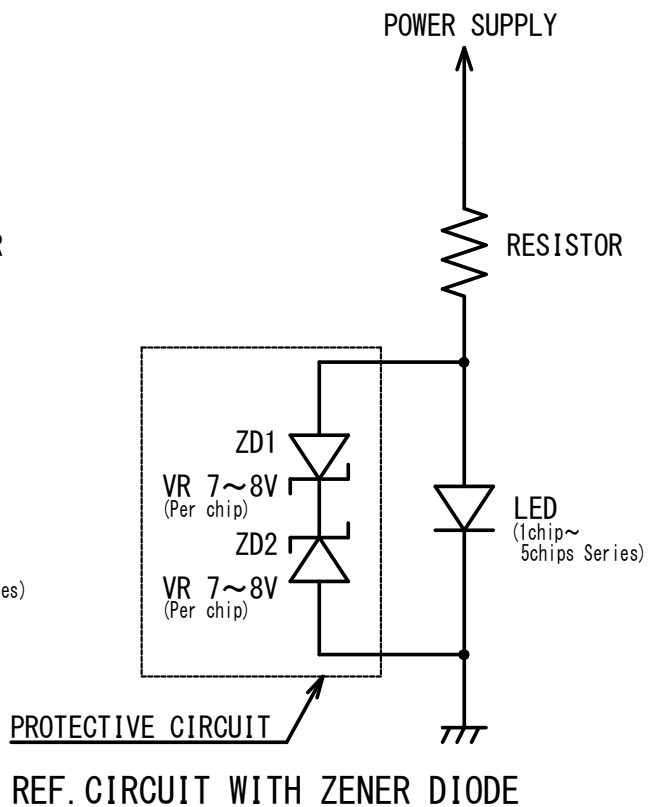 POWER SUPPLY
R
RESISTOR
ZD1
VR 7～8V
(Per chip)
ZD2
VR 7～8V
(Per chip)
LED
(1chip～
5chips Series)
es)
PROTECTIVE CIRCUIT
REF.CIRCUIT WITH ZENER DIODE